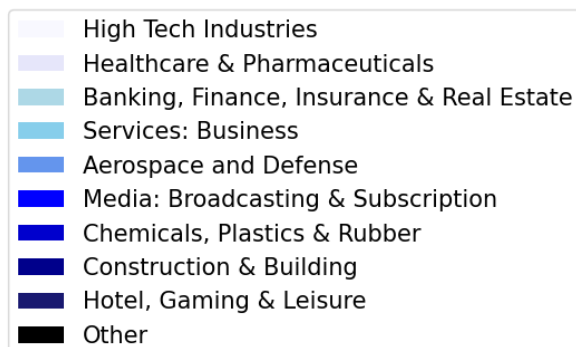 High Tech Industries
Healthcare & Pharmaceuticals
Banking, Finance, Insurance & Real Estate
Services: Business
Aerospace and Defense
Media: Broadcasting & Subscription
Chemicals, Plastics & Rubber
Construction & Building
Hotel, Gaming & Leisure
Other